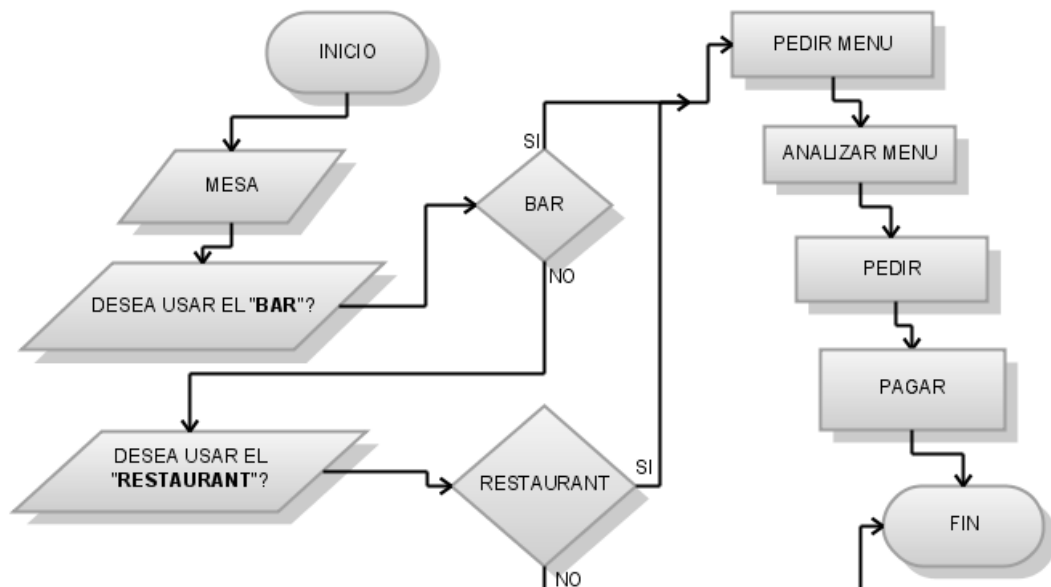 INICIO
MESA
DESEA USAR EL "BAR"?
BAR
SI
NO
DESEA USAR EL
"RESTAURANT"?
RESTAURANT
SI
NO
PEDIR MENU
ANALIZAR MENU
PEDIR
PAGAR
FIN